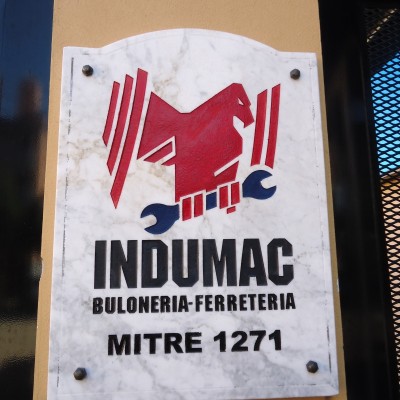 INDUMAC
BULONERIA-FERRETERIA
MITRE 1271